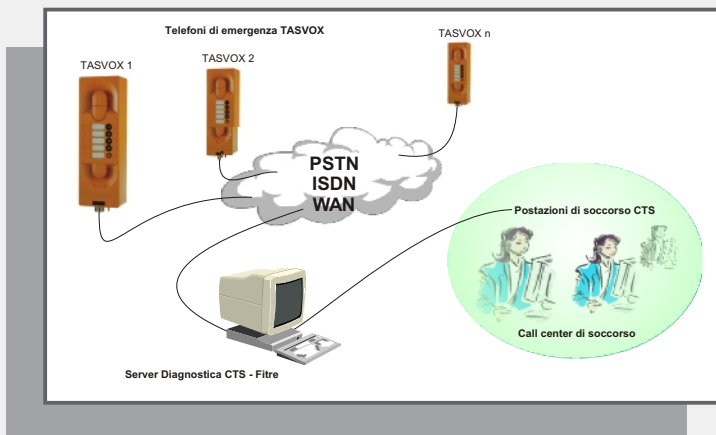 Telefoni di emergenza TASVOX
TASVOX 1
TASVOX 2
TASVOX n
PSTN
ISDN
WAN
Postazioni di soccorso CTS
Call center di soccorso
Server Diagnostica CTS - Fitre